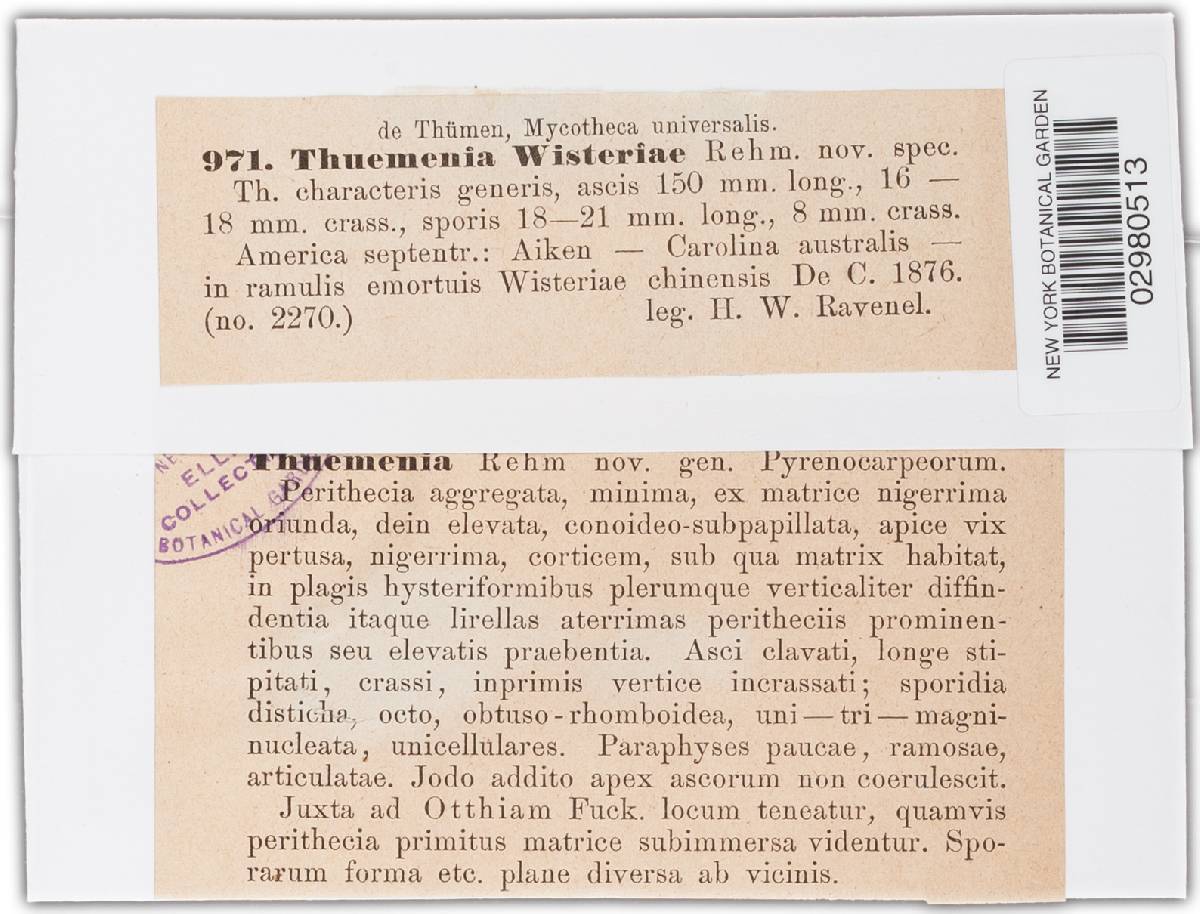 de Thümen, Mycotheca universalis.
971. Thuemenia Wisteriae Rehm. nov. spec.
Th. characteris generis, ascis 150 mm. long., 16 —
18 mm. crass., sporis 18—21 mm. long., 8 mm. crass.
America septentr.: Aiken — Carolina australis —
in ramulis emortuis Wisteriae chinensis De C. 1876.
(no. 2270.) leg. H. W. Ravenel.
NEW YORK BOTANICAL GARDEN
02980513
COLLECT
BOTANICAL GAR
Thuemenia Rehm nov. gen. Pyrenocarpeorum.
Perithecia aggregata, minima, ex matrice nigerrima
oriunda, dein elevata, conoideo-subpapillata, apice vix
pertusa, nigerrima, corticem, sub qua matrix habitat,
in plagis hysteriformibus plerumque verticaliter diffin-
dentia itaque lirellas aterrimas peritheciis prominen-
tibus seu elevatis praebentia. Asci clavati, longe sti-
pitati, crassi, inprimis vertice incrassati; sporidia
disticha, octo, obtuso-rhomboidea, uni—tri—magni-
nucleata, unicellulares. Paraphyses paucae, ramosae,
articulatae. Jodo addito apex ascorum non coerulescit.
Juxta ad Otthiam Fuck. locum teneatur, quamvis
perithecia primitus matrice subimmersa videntur. Spo-
rarum forma etc. plane diversa ab vicinis.